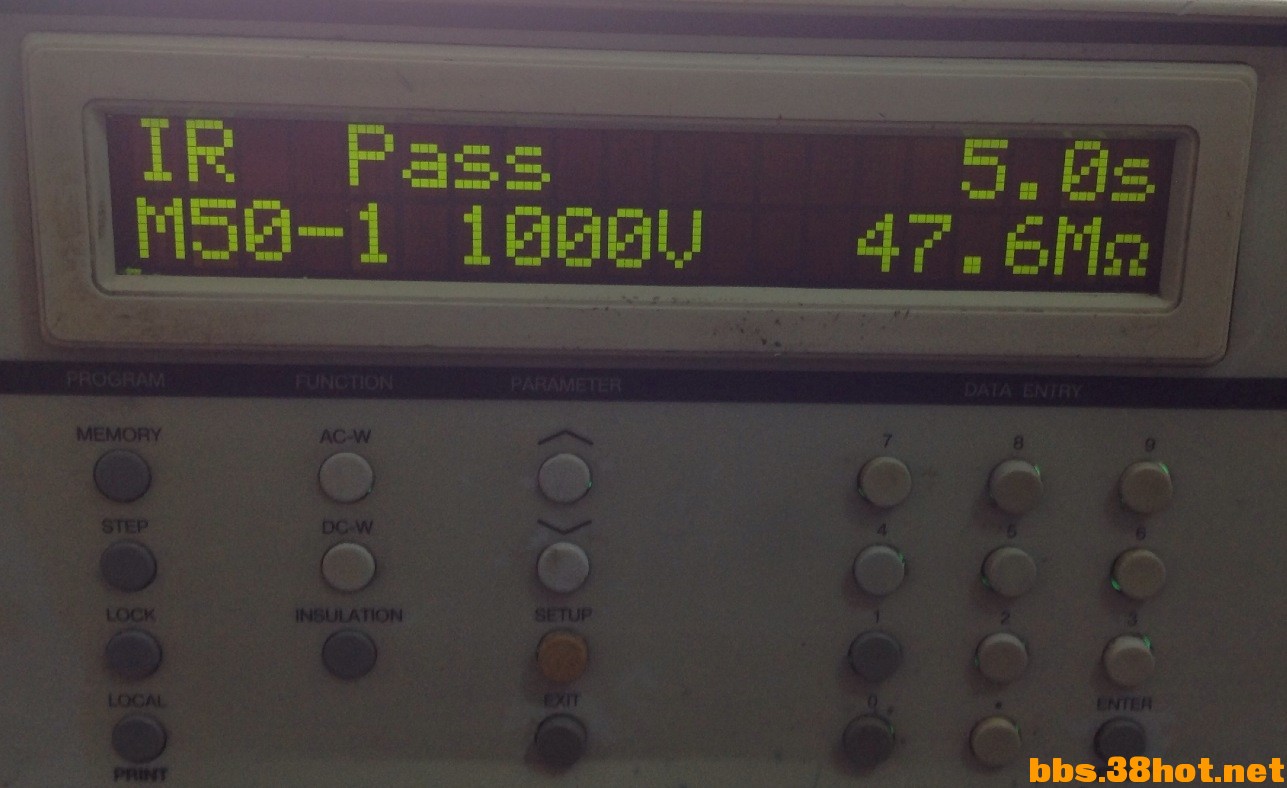 IR Pass 5.0s
M50-1 1000V 47.6MΩ
PROGRAM FUNCTION PARAMETER DATA ENTRY
MEMORY AC-W 7 8 9
STEP DC-W 4 5 6
LOCK INSULATION SETUP 1 2 3
LOCAL EXIT 0 • ENTER
PRINT
bbs.38hot.net